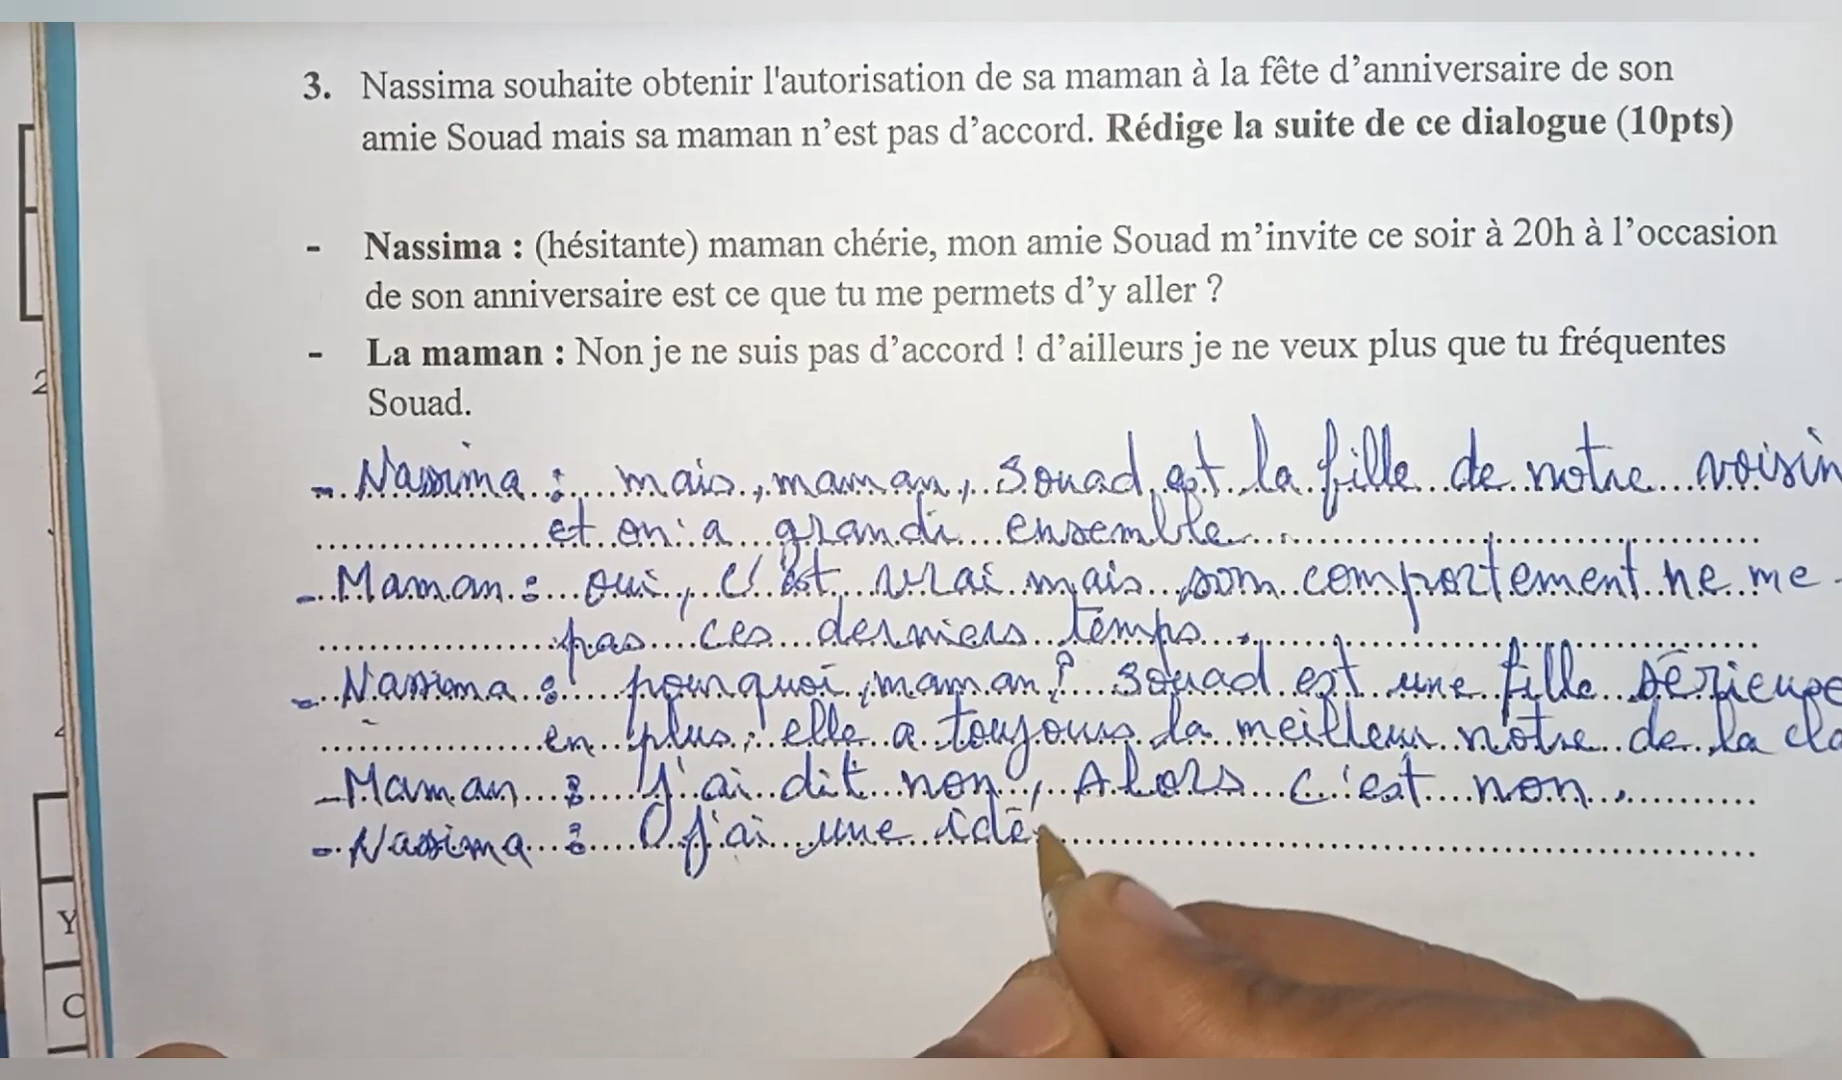 3. Nassima souhaite obtenir l'autorisation de sa maman à la fête d’anniversaire de son
amie Souad mais sa maman n’est pas d’accord. Rédige la suite de ce dialogue (10pts)
- Nassima : (hésitante) maman chérie, mon amie Souad m’invite ce soir à 20h à l’occasion
de son anniversaire est ce que tu me permets d’y aller ?
- La maman : Non je ne suis pas d’accord ! d’ailleurs je ne veux plus que tu fréquentes
Souad.
- Nassima : mais, maman, Souad est la fille de notre voisin
et on a grandi ensemble.
- Maman : oui, c'est vrai mais son comportement ne me
pas ces derniers temps.
- Nassima : pourquoi, maman? Souad est une fille sérieuse
en plus, elle a toujours la meilleur note de la cla
- Maman : J'ai dit non, Alors c'est non.
- Nassima : O j'ai une idé
2
Y
C